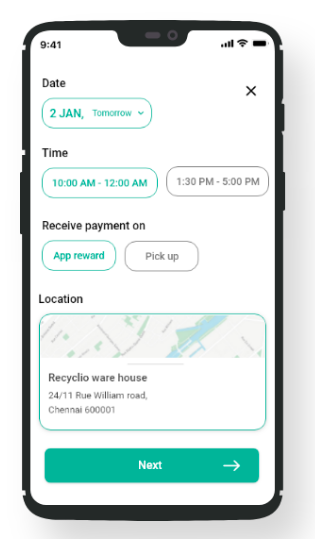 9:41
Date
2 JAN, Tomorrow
Time
10:00 AM - 12:00 AM
1:30 PM - 5:00 PM
Receive payment on
App reward
Pick up
Location
Recyclio ware house
24/11 Rue William road,
Chennai 600001
Next